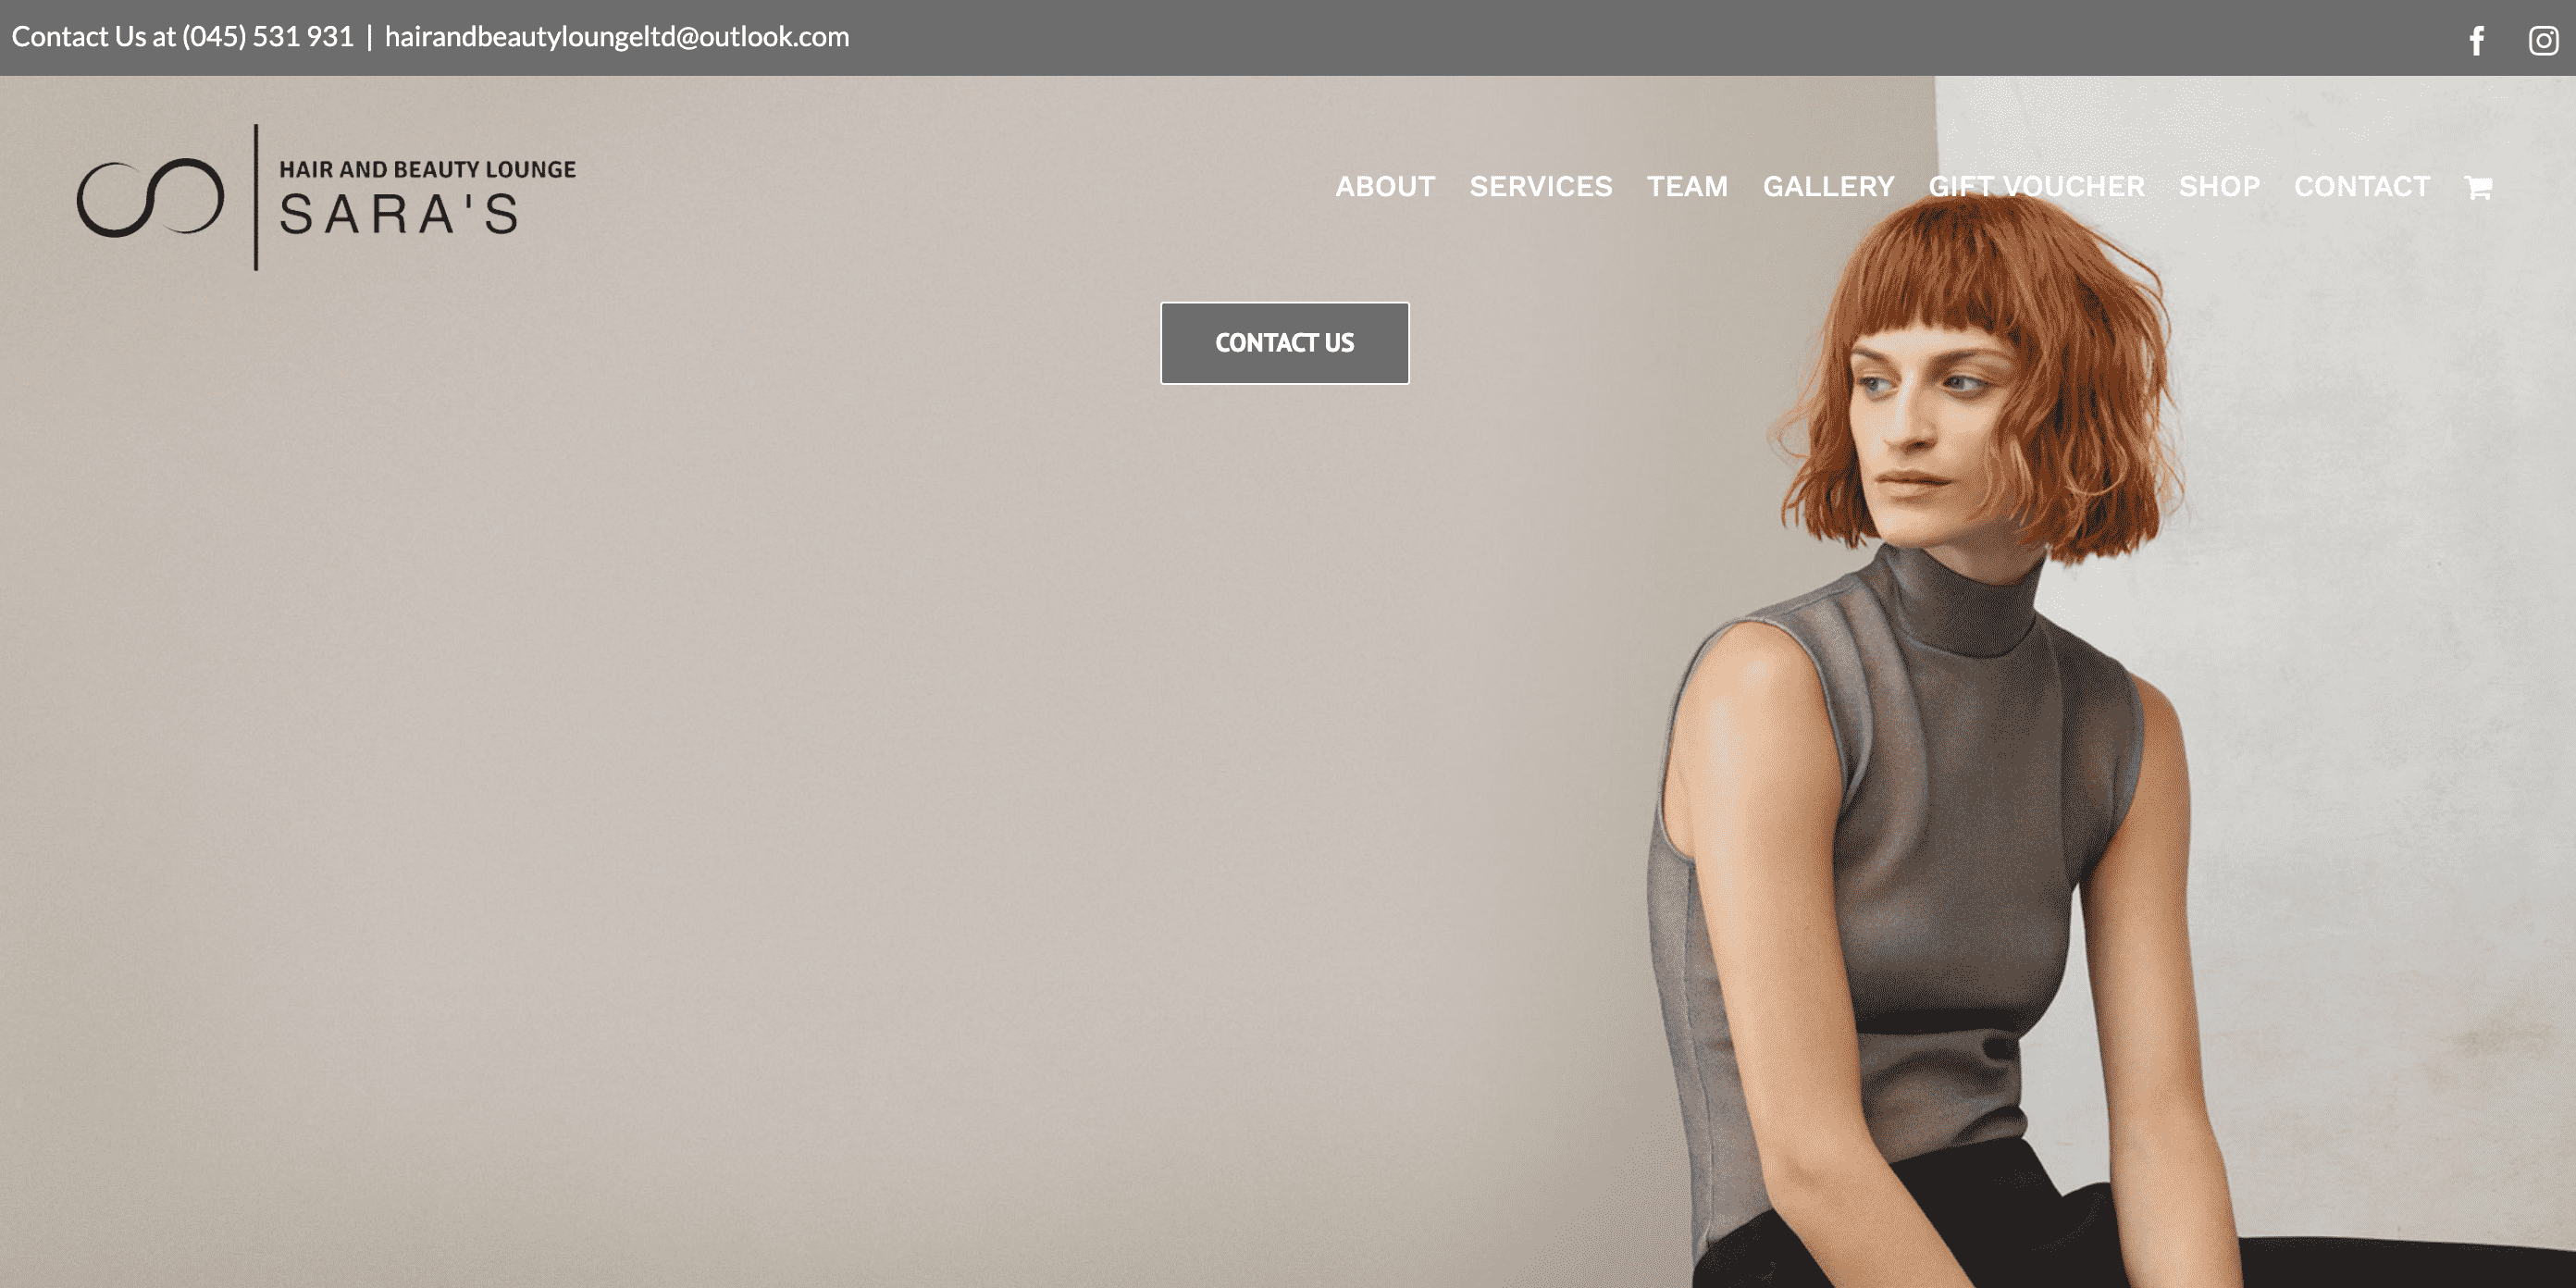 Contact Us at (045) 531 931 | hairandbeautyloungeltd@outlook.com
HAIR AND BEAUTY LOUNGE
SARA'S
ABOUT SERVICES TEAM GALLERY GIFT VOUCHER SHOP CONTACT
CONTACT US